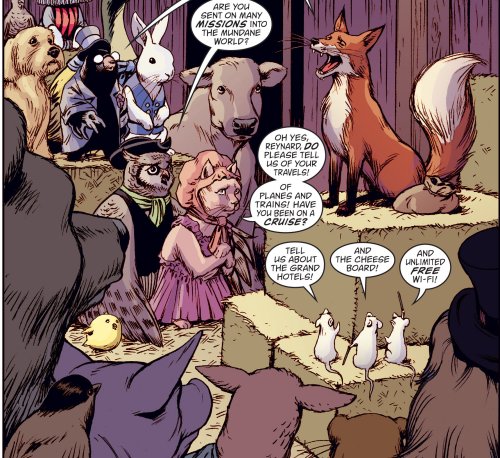 ARE YOU
SENT ON MANY
MISSIONS INTO
THE MUNDANE
WORLD?
OH YES,
REYNARD, DO
PLEASE TELL
US OF YOUR
TRAVELS!
OF
PLANES AND
TRAINS! HAVE
YOU BEEN ON A
CRUISE?
TELL
US ABOUT
THE GRAND
HOTELS!
AND
THE CHEESE
BOARD!
AND
UNLIMITED
FREE
WI-FI!